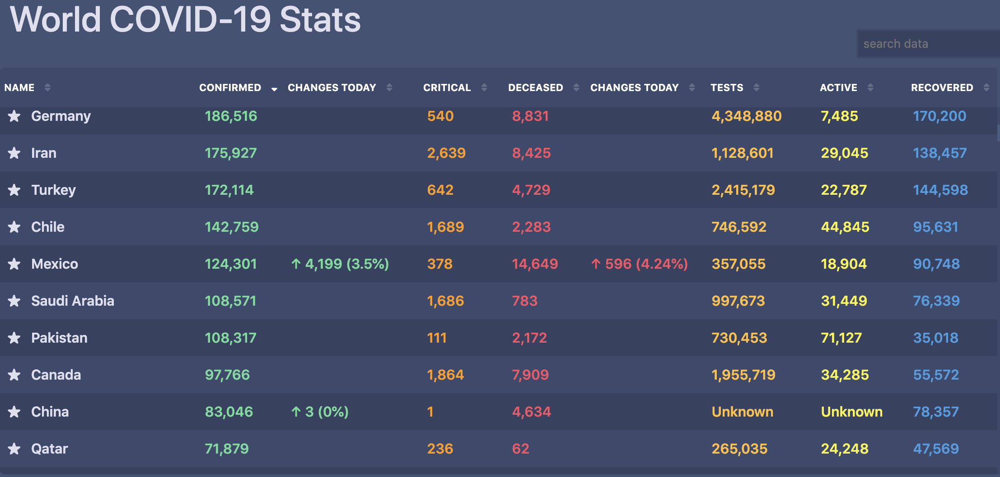 World COVID-19 Stats
search data
NAME CONFIRMED CHANGES TODAY CRITICAL DECEASED CHANGES TODAY TESTS ACTIVE RECOVERED
★ Germany 186,516 540 8,831 4,348,880 7,485 170,200
★ Iran 175,927 2,639 8,425 1,128,601 29,045 138,457
★ Turkey 172,114 642 4,729 2,415,179 22,787 144,598
★ Chile 142,759 1,689 2,283 746,592 44,845 95,631
★ Mexico 124,301 ↑ 4,199 (3.5%) 378 14,649 ↑ 596 (4.24%) 357,055 18,904 90,748
★ Saudi Arabia 108,571 1,686 783 997,673 31,449 76,339
★ Pakistan 108,317 111 2,172 730,453 71,127 35,018
★ Canada 97,766 1,864 7,909 1,955,719 34,285 55,572
★ China 83,046 ↑ 3 (0%) 1 4,634 Unknown Unknown 78,357
★ Qatar 71,879 236 62 265,035 24,248 47,569